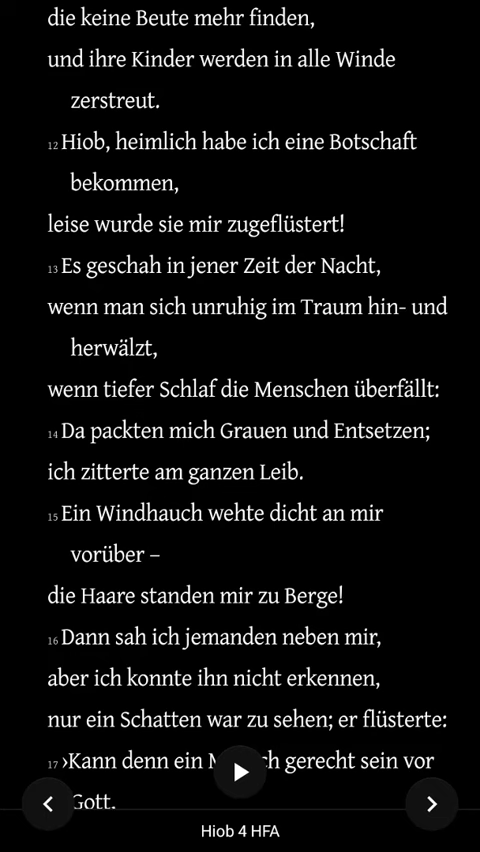 die keine Beute mehr finden,
und ihre Kinder werden in alle Winde
zerstreut.
12 Hiob, heimlich habe ich eine Botschaft
bekommen,
leise wurde sie mir zugeflüstert!
13 Es geschah in jener Zeit der Nacht,
wenn man sich unruhig im Traum hin- und
herwälzt,
wenn tiefer Schlaf die Menschen überfällt:
14 Da packten mich Grauen und Entsetzen;
ich zitterte am ganzen Leib.
15 Ein Windhauch wehte dicht an mir
vorüber –
die Haare standen mir zu Berge!
16 Dann sah ich jemanden neben mir,
aber ich konnte ihn nicht erkennen,
nur ein Schatten war zu sehen; er flüsterte:
17 ›Kann denn ein gerecht sein vor
Gott,
Hiob 4 HFA